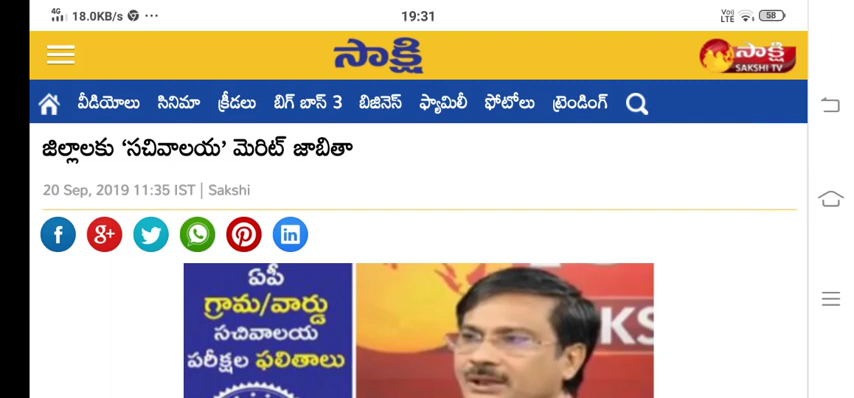 4G 18.0KB/s ...
19:31
Vo) LTE 58
సాక్షి
సాక్షి
SAKSHI TV
వీడియోలు సినిమా క్రీడలు బిగ్ బాస్ 3 బిజినెస్ ఫ్యామిలీ ఫోటోలు ట్రెండింగ్
జిల్లాలకు ‘సచివాలయ’ మెరిట్ జాబితా
20 Sep, 2019 11:35 IST | Sakshi
f g+ in
ఏపీ
గ్రామ/వార్డు
సచివాలయ
పరీక్షల ఫలితాలు